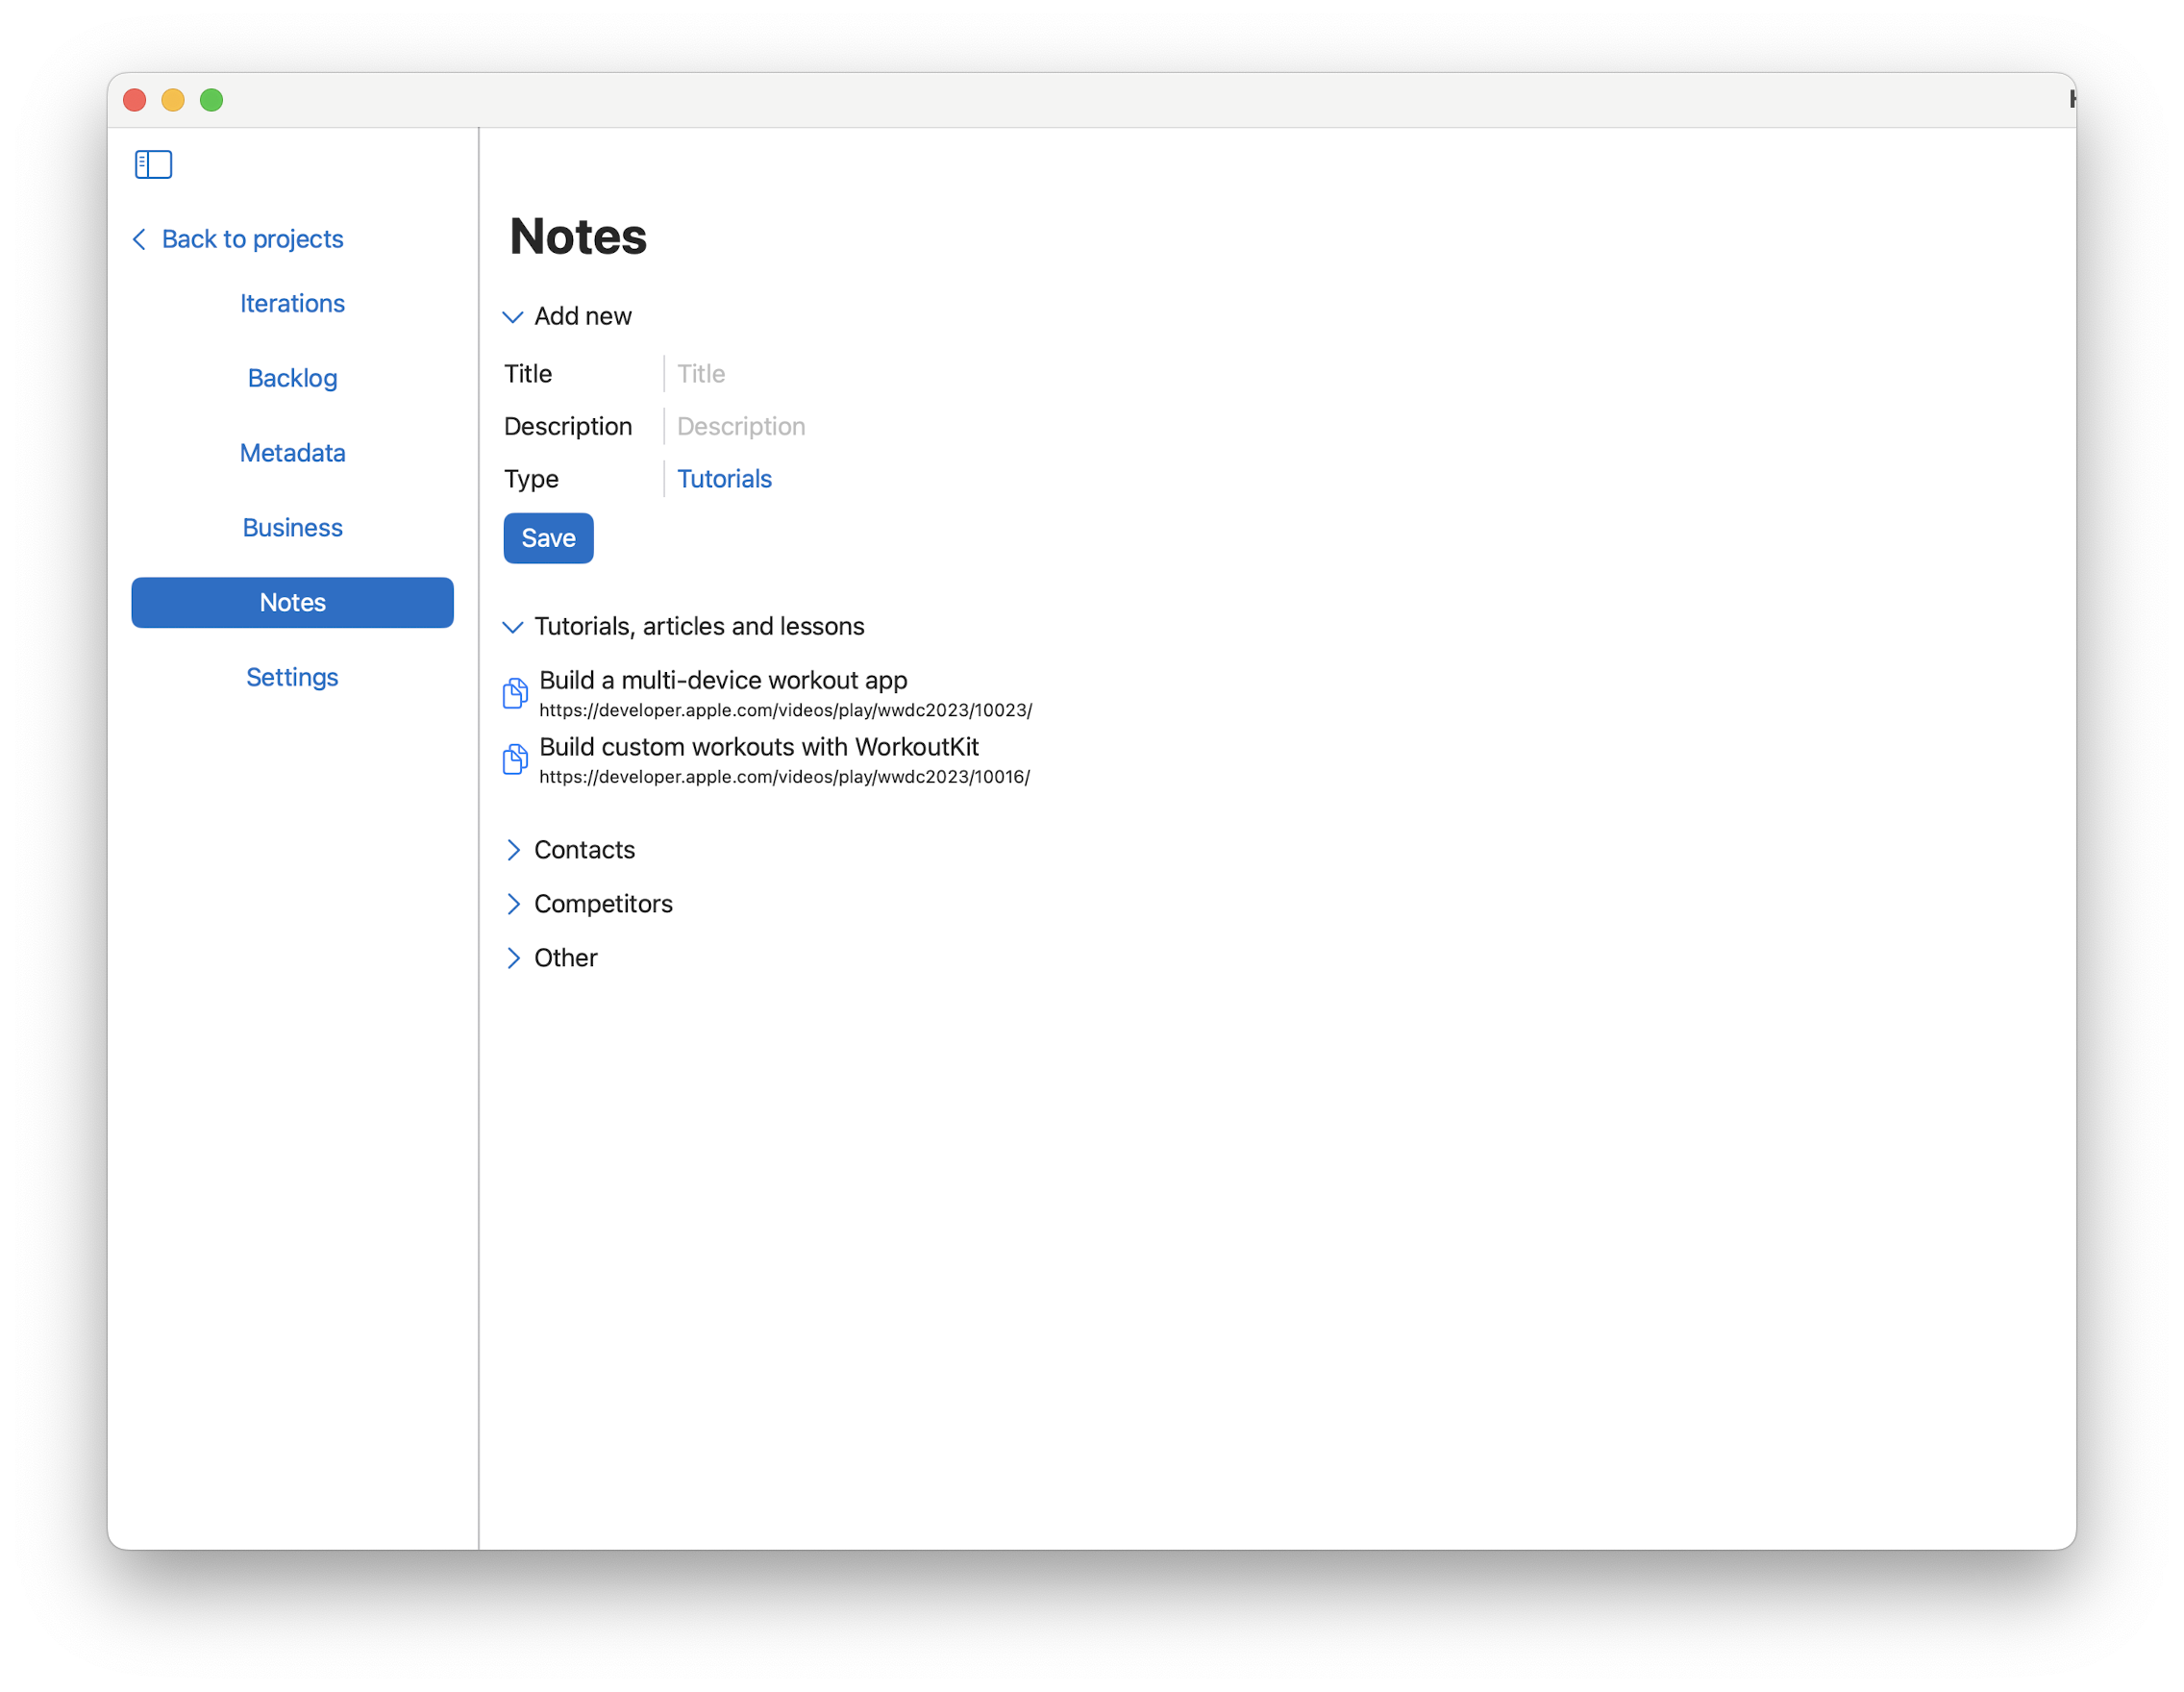 Back to projects
Iterations
Backlog
Metadata
Business
Notes
Settings
Notes
Add new
Title Title
Description Description
Type Tutorials
Save
Tutorials, articles and lessons
Build a multi-device workout app
https://developer.apple.com/videos/play/wwdc2023/10023/
Build custom workouts with WorkoutKit
https://developer.apple.com/videos/play/wwdc2023/10016/
Contacts
Competitors
Other